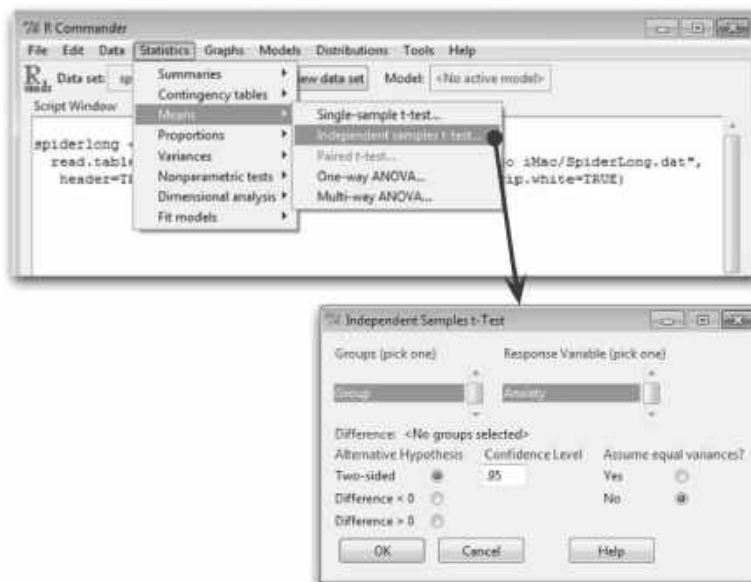 R Commander
File Edit Data Statistics Graphs Models Distributions Tools Help
Data set: sp ew data set Model: <No active model>
Script Window
Summaries
Contingency tables
Means
Proportions
Variances
Nonparametric tests
Dimensional analysis
Fit models
Single-sample t-test...
Independent samples t-test...
Paired t-test...
One-way ANOVA...
Multi-way ANOVA...
spiderlong <
read.table o iMac/SpiderLong.dat",
header=T ip.white=TRUE)
Independent Samples t-Test
Groups (pick one) Response Variable (pick one)
Group Anxiety
Difference: <No groups selected>
Alternative Hypothesis Confidence Level Assume equal variances?
Two-sided .95 Yes
Difference < 0 No
Difference > 0
OK Cancel Help